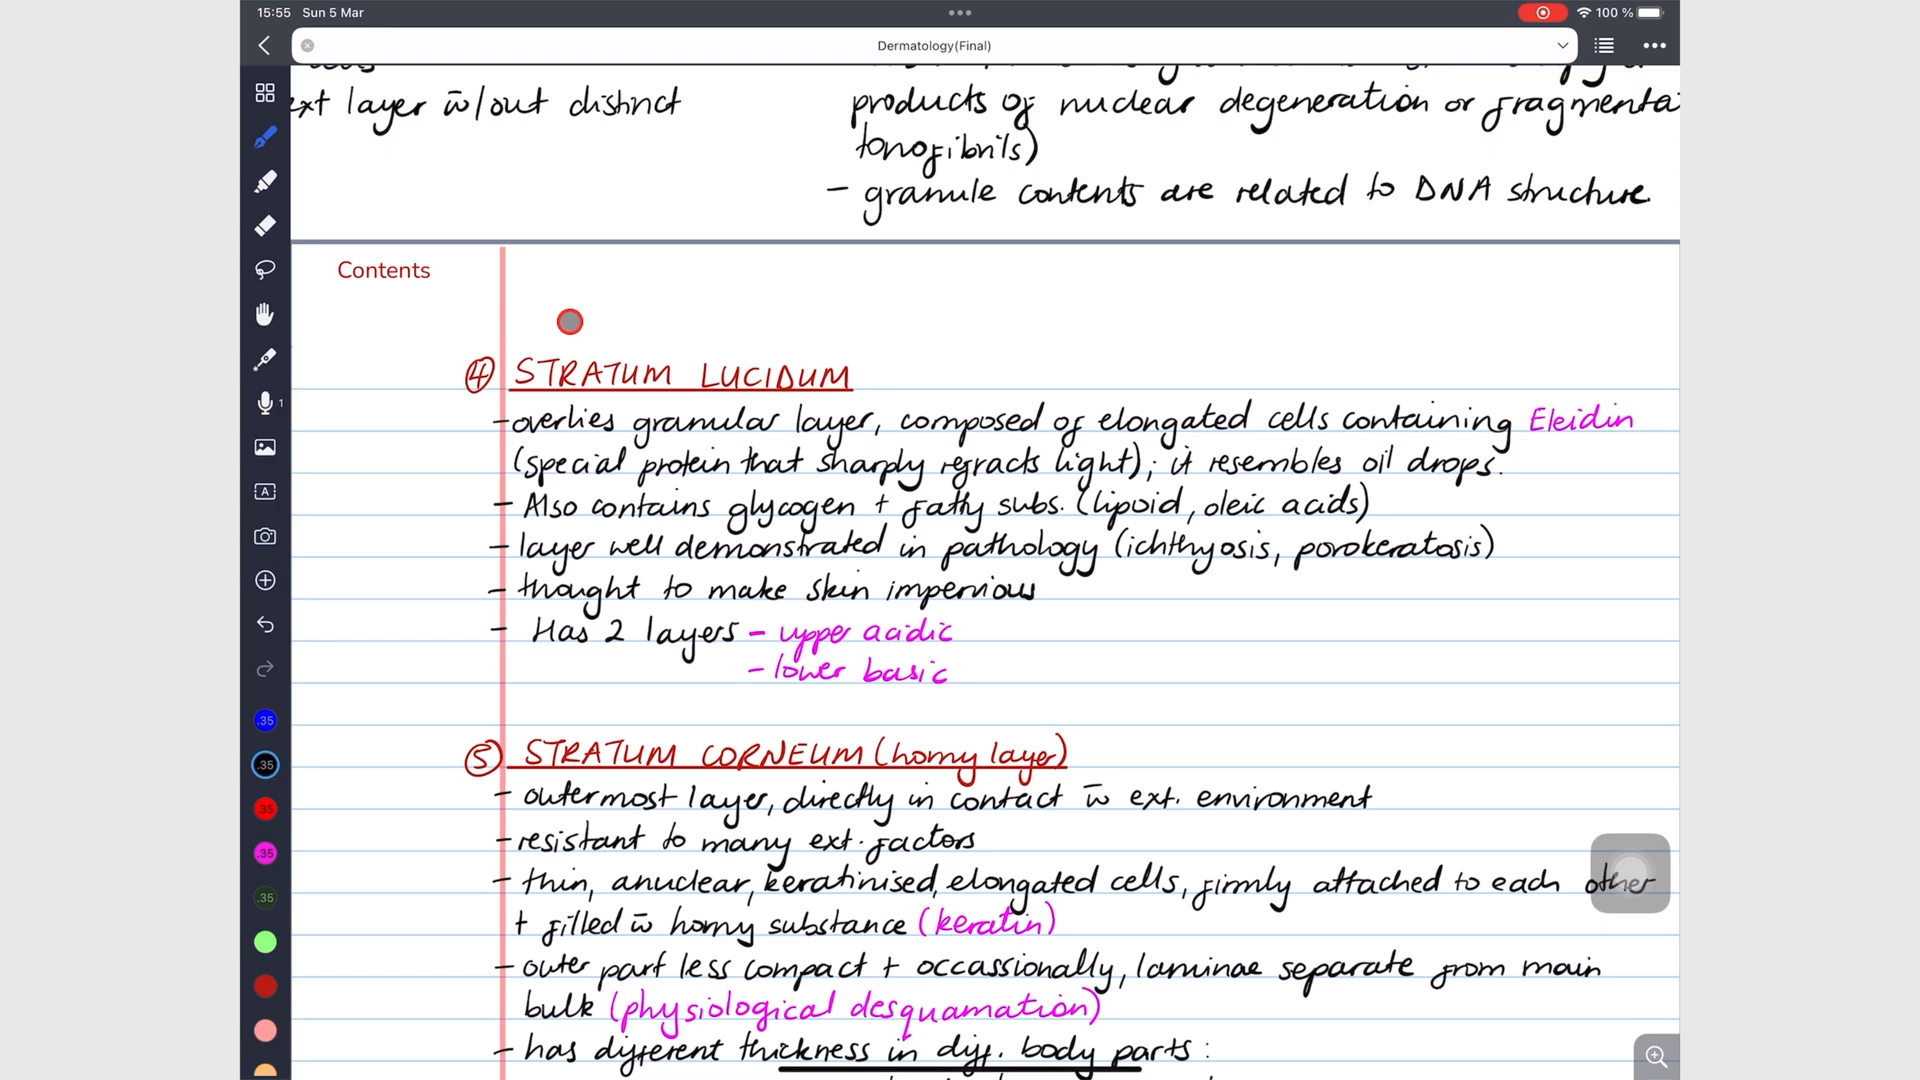 15:55 Sun 5 Mar
100 %
Dermatology(Final)
ext layer w̄/out distinct
products of nuclear degeneration or fragmenta
tonofibrils)
- granule contents are related to DNA structure.
Contents
④ STRATUM LUCIDUM
- overlies granular layer, composed of elongated cells containing Eleidin
(special protein that sharply refracts light); it resembles oil drops.
- Also contains glycogen + fatty subs. (lipoid, oleic acids)
- layer well demonstrated in pathology (ichthyosis, porokeratosis)
- thought to make skin impervious
- Has 2 layers - upper acidic
- lower basic
⑤ STRATUM CORNEUM (horny layer)
- outermost layer, directly in contact w̄ ext. environment
- resistant to many ext. factors
- thin, anuclear, keratinised, elongated cells, firmly attached to each other
+ filled w̄ horny substance (keratin)
- outer part less compact + occassionally, laminae separate from main
bulk (physiological desquamation)
- has different thickness in diff. body parts :
1
.35
.35
.35
.35
.35